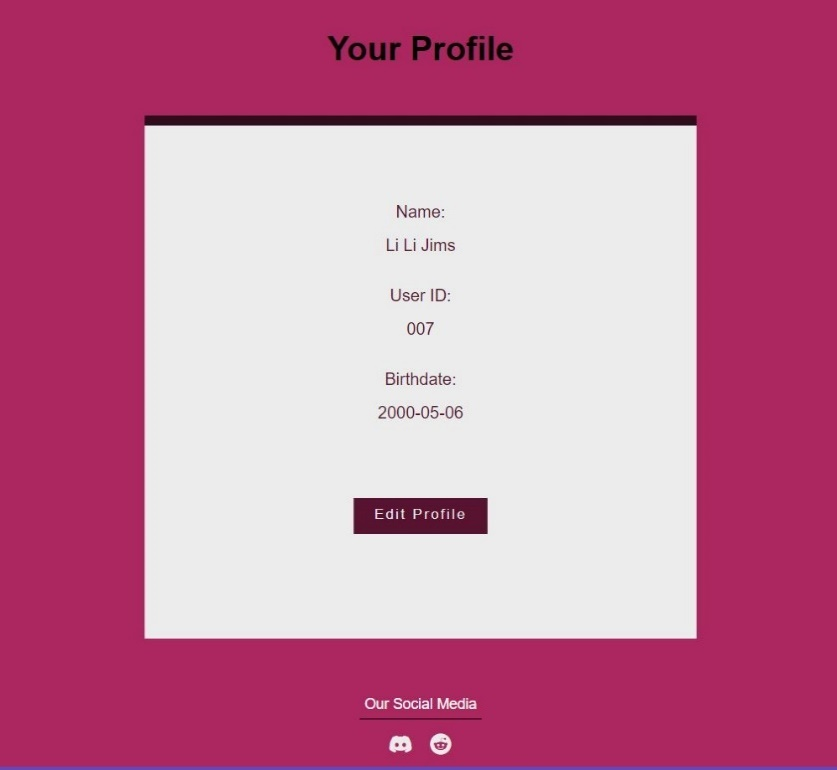 Your Profile
Name:
Li Li Jims
User ID:
007
Birthdate:
2000-05-06
Edit Profile
Our Social Media